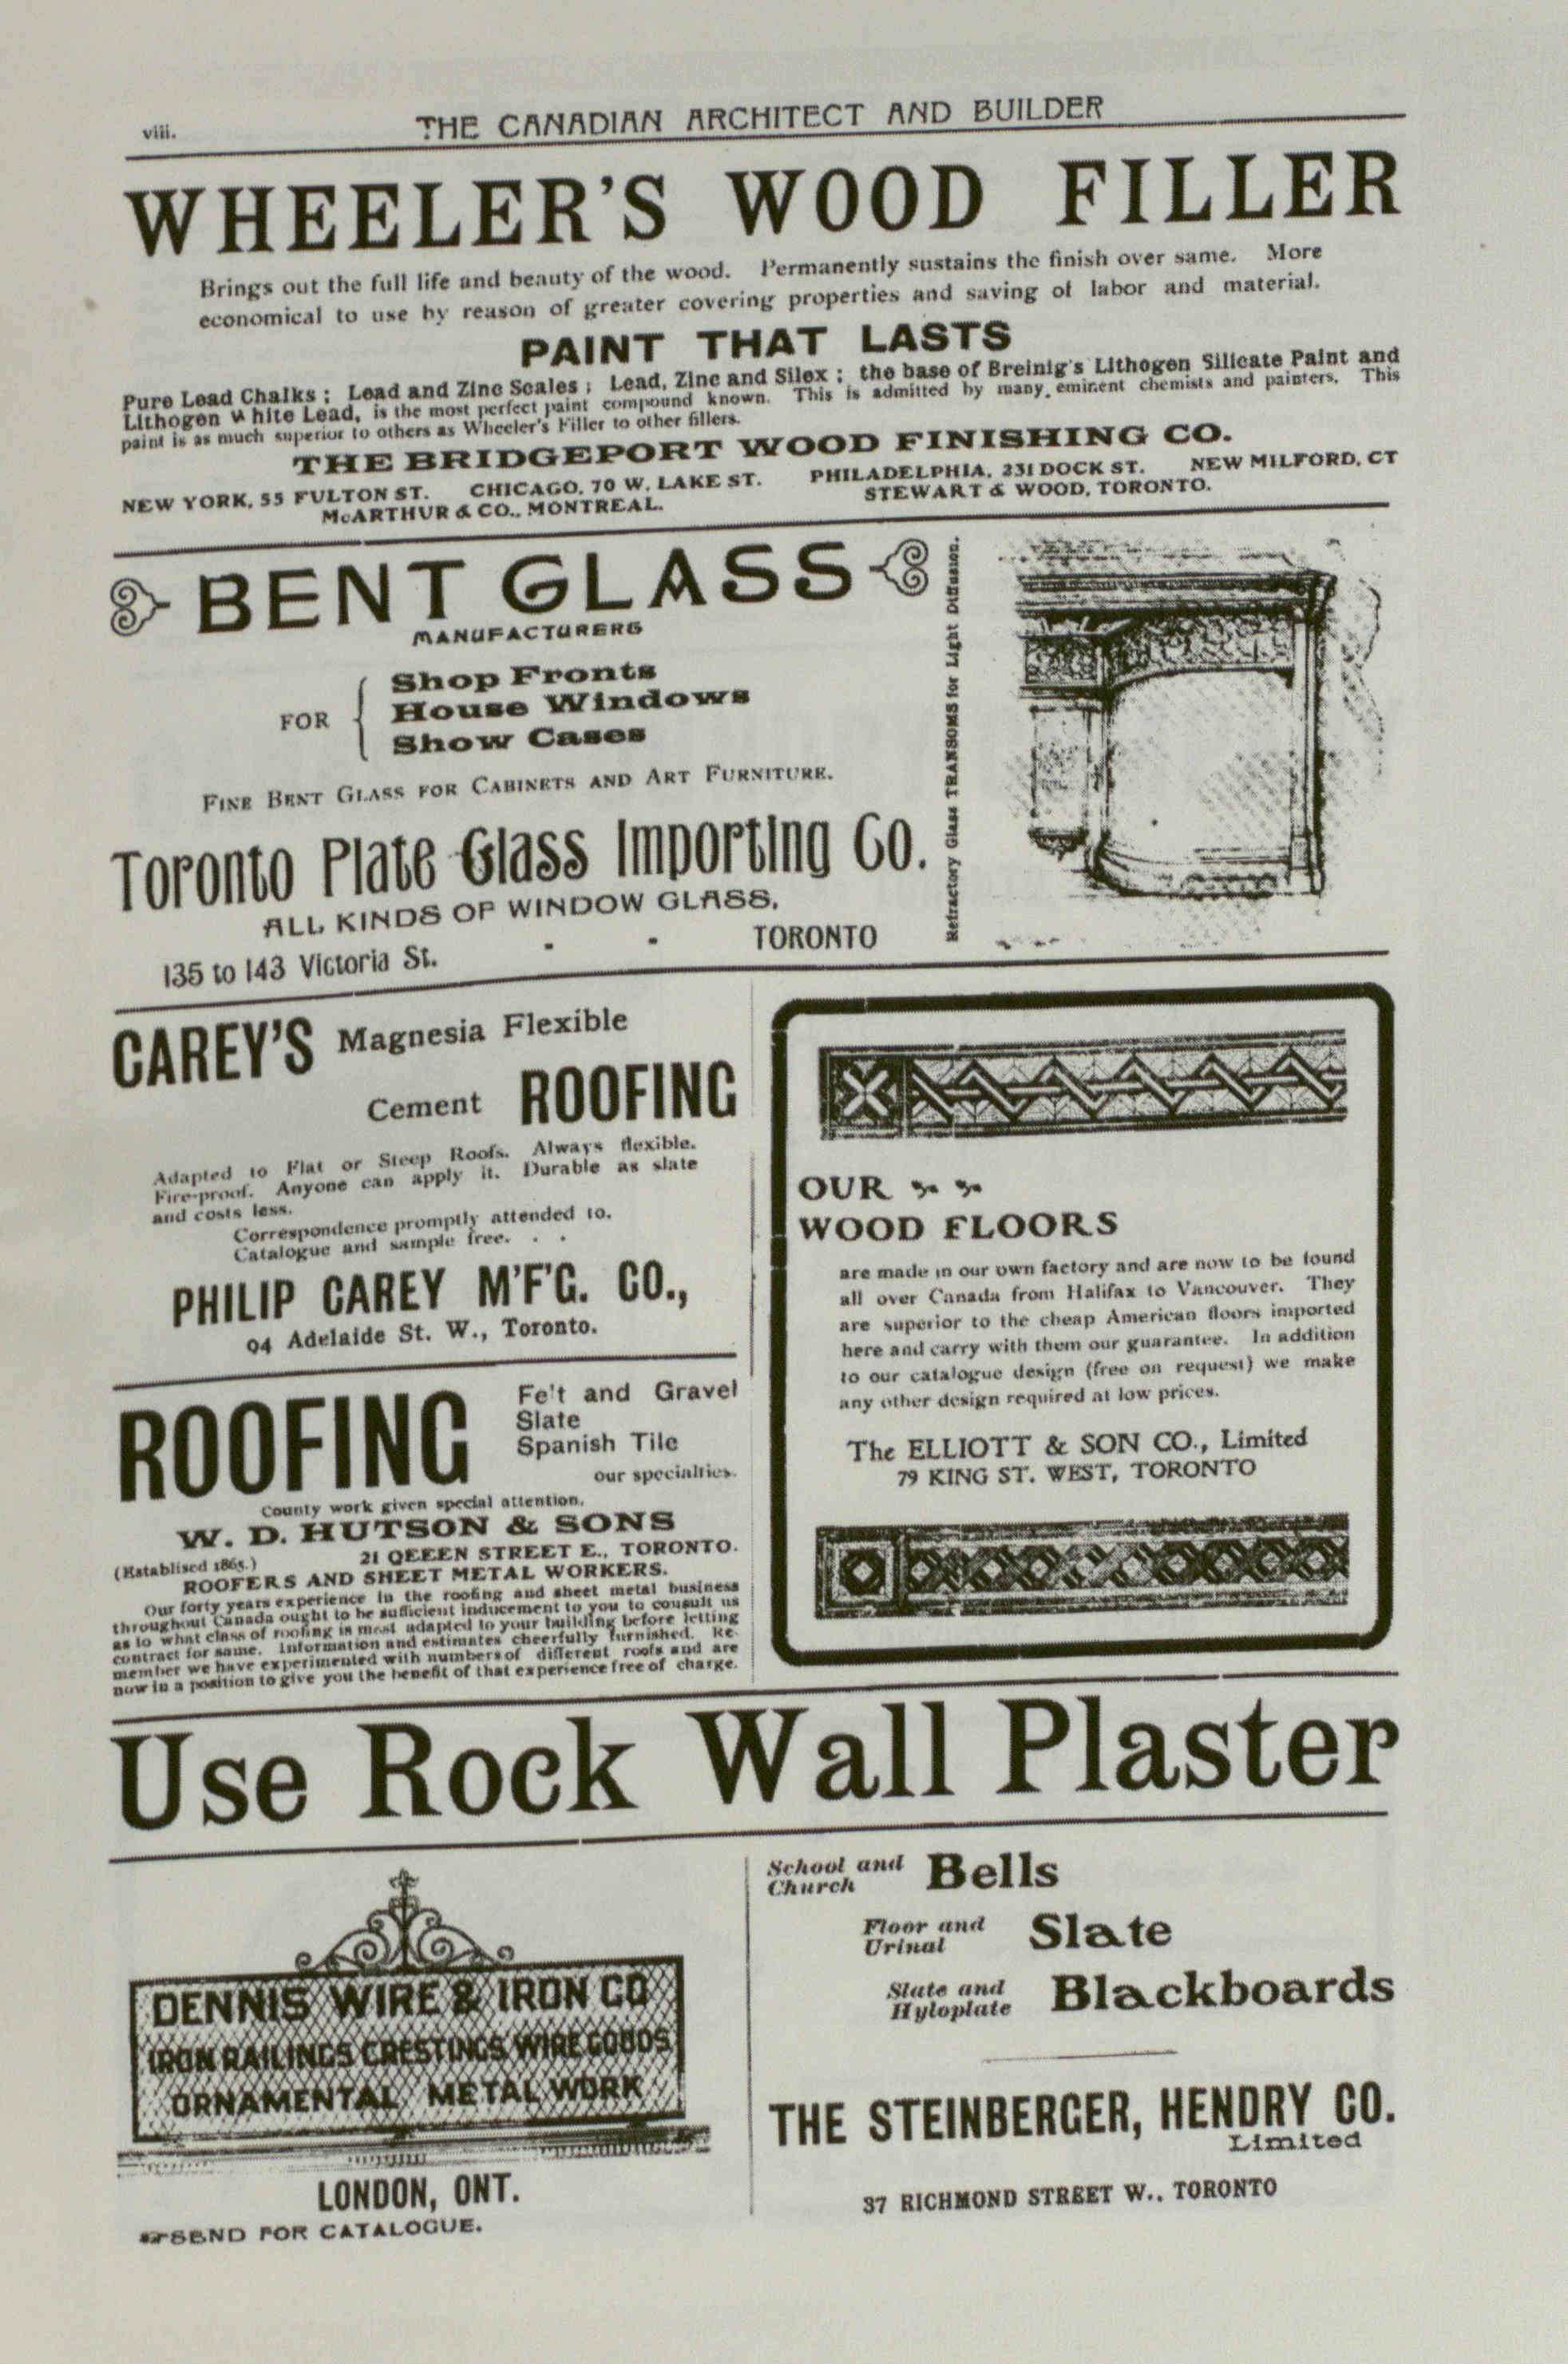 viii.
THE CANADIAN ARCHITECT AND BUILDER
WHEELER'S WOOD FILLER
Brings out the full life and beauty of the wood. Permanently sustains the finish over same. More
economical to use by reason of greater covering properties and saving of labor and material.
PAINT THAT LASTS
Pure Lead Chalks; Lead and Zinc Scales; Lead, Zinc and Silex; the base of Breinig's Lithogen Silicate Paint and
Lithogen White Lead, is the most perfect paint compound known. This is admitted by many eminent chemists and painters. This
paint is as much superior to others as Wheeler's Filler to other fillers.
THE BRIDGEPORT WOOD FINISHING CO.
NEW YORK, 55 FULTON ST. CHICAGO, 70 W. LAKE ST. PHILADELPHIA, 231 DOCK ST. NEW MILFORD, CT
McARTHUR & CO., MONTREAL. STEWART & WOOD, TORONTO.
BENT GLASS
MANUFACTURERS
FOR
Shop Fronts
House Windows
Show Cases
FINE BENT GLASS FOR CABINETS AND ART FURNITURE.
Toronto Plate Glass Importing Co.
ALL KINDS OF WINDOW GLASS,
135 to 143 Victoria St. - - TORONTO
Refractory Glass TRANSOMS for Light Diffusion.
CAREY'S Magnesia Flexible
Cement ROOFING
Adapted to Flat or Steep Roofs. Always flexible.
Fire-proof. Anyone can apply it. Durable as slate
and costs less.
Correspondence promptly attended to.
Catalogue and sample free. . .
PHILIP CAREY M'F'G. CO.,
94 Adelaide St. W., Toronto.
ROOFING
Fe't and Gravel
Slate
Spanish Tile
our specialties.
County work given special attention.
W. D. HUTSON & SONS
(Establised 1865.) 21 QEEEN STREET E., TORONTO.
ROOFERS AND SHEET METAL WORKERS.
Our forty years experience in the roofing and sheet metal business
throughout Canada ought to be sufficient inducement to you to consult us
as to what class of roofing is most adapted to your building before letting
contract for same. Information and estimates cheerfully furnished. Re-
member we have experimented with numbers of different roofs and are
now in a position to give you the benefit of that experience free of charge.
OUR
WOOD FLOORS
are made in our own factory and are now to be found
all over Canada from Halifax to Vancouver. They
are superior to the cheap American floors imported
here and carry with them our guarantee. In addition
to our catalogue design (free on request) we make
any other design required at low prices.
The ELLIOTT & SON CO., Limited
79 KING ST. WEST, TORONTO
Use Rock Wall Plaster
DENNIS WIRE & IRON CO
IRON RAILINGS CRESTINGS WIRE GOODS
ORNAMENTAL METAL WORK
LONDON, ONT.
SEND FOR CATALOGUE.
School and
Church Bells
Floor and
Urinal Slate
Slate and
Hyloplate Blackboards
THE STEINBERGER, HENDRY CO.
Limited
37 RICHMOND STREET W., TORONTO